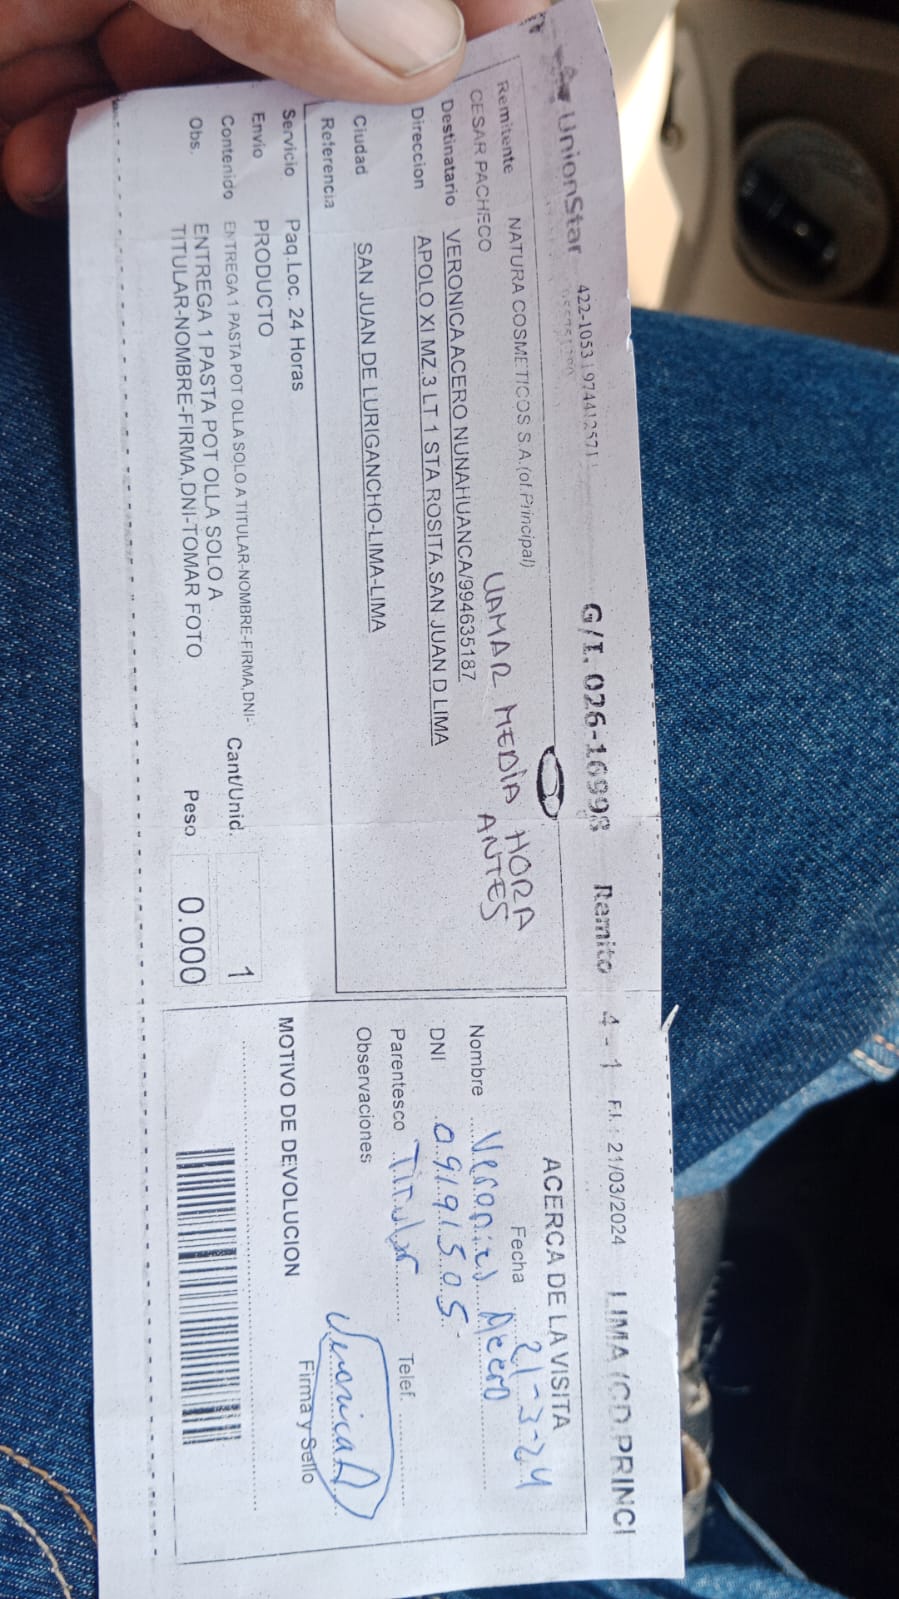 UnionStar 422-1053 | 974412571 G/I. 026-16998 Remito 4 - 1 F.I.: 21/03/2024 LIMA (CD.PRINCI
Remitente NATURA COSMETICOS S.A.(of.Principal)
CESAR PACHECO
LLAMAR MEDIA HORA
ANTES
Destinatario VERONICA ACERO NUNAHUANCA/994635187
Direccion APOLO XI MZ.3 LT 1 STA ROSITA.SAN JUAN D LIMA
Ciudad SAN JUAN DE LURIGANCHO-LIMA-LIMA
Referencia
Servicio Paq.Loc. 24 Horas
Envio PRODUCTO
Contenido ENTREGA 1 PASTA POT OLLA SOLO A TITULAR-NOMBRE-FIRMA,DNI- Cant/Unid. 1
Obs. ENTREGA 1 PASTA POT OLLA SOLO A
TITULAR-NOMBRE-FIRMA,DNI-TOMAR FOTO Peso 0.000
ACERCA DE LA VISITA
Fecha 21-3-24
Nombre Veronica Acero
DNI 09191505
Parentesco Titular Telef.
Observaciones
Veronica A
Firma y Sello
MOTIVO DE DEVOLUCION